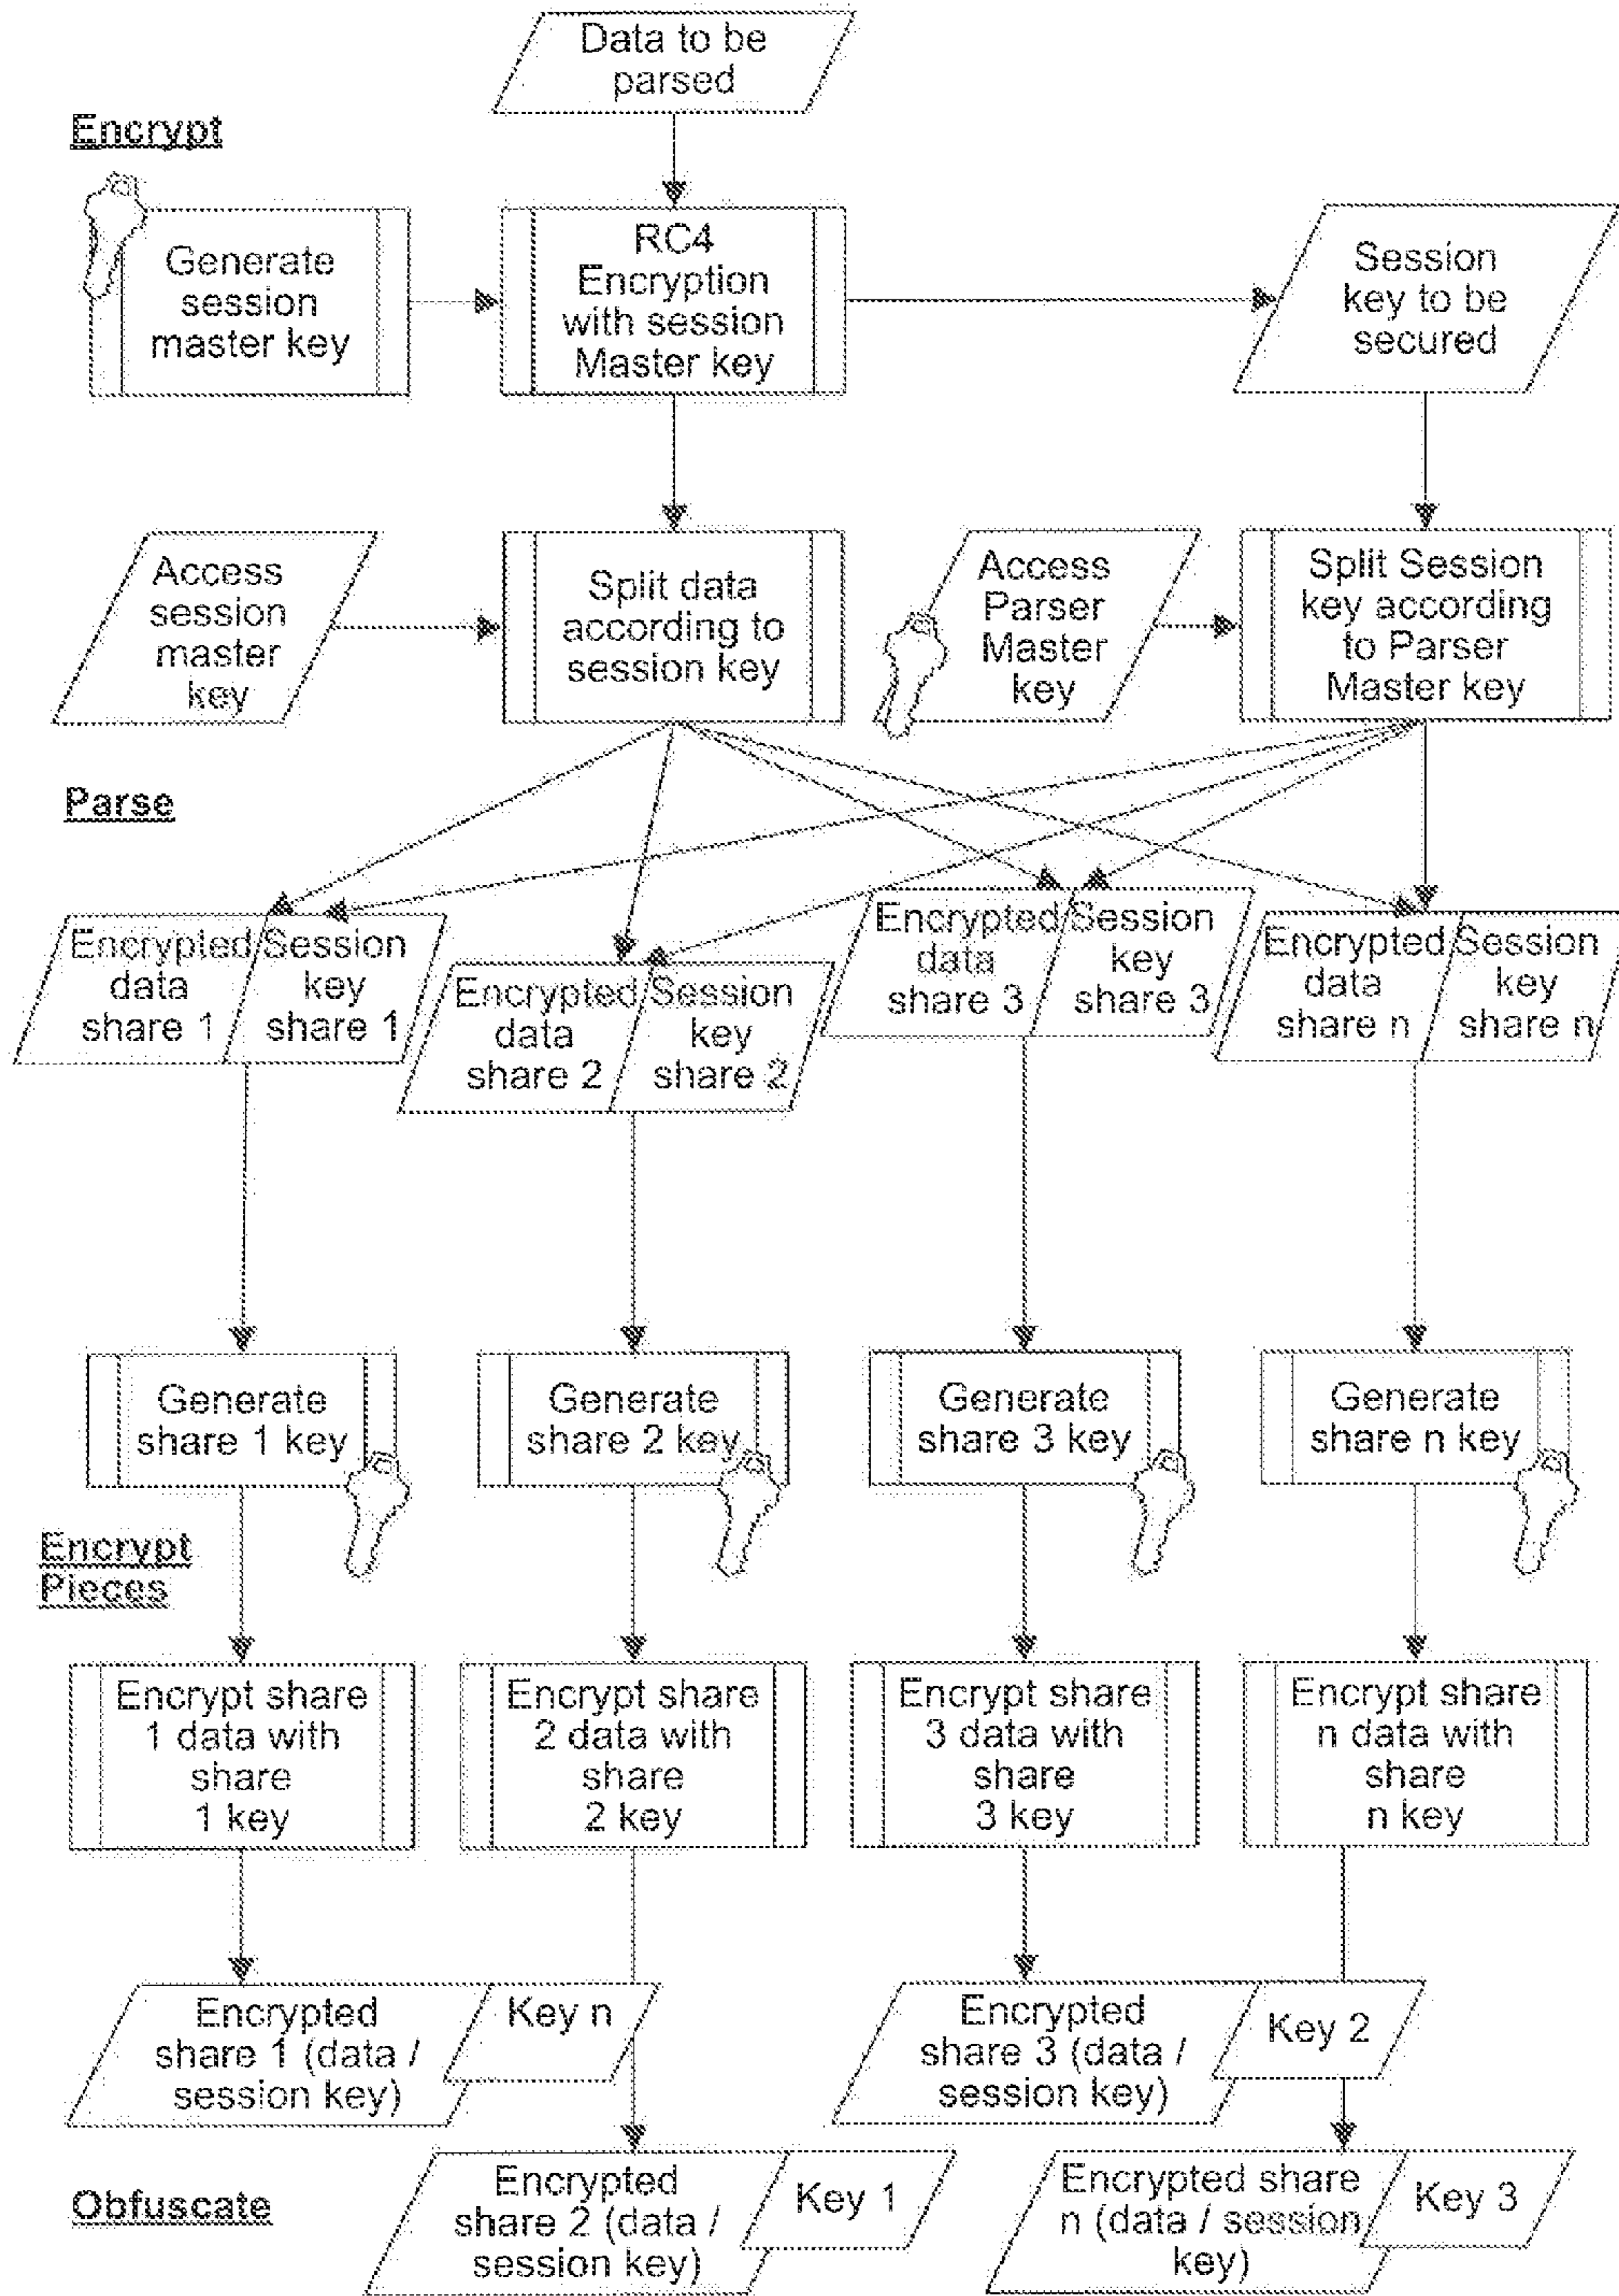 Data to be
parsed
Encrypt
Generate
session
master key
RC4
Encryption
with session
Master key
Session
key to be
secured
Access
session
master
key
Split data
according to
session key
Access
Parser
Master
key
Split Session
key according
to Parser
Master key
Parse
Encrypted
data
share 1
Session
key
share 1
Encrypted
data
share 2
Session
key
share 2
Encrypted
data
share 3
Session
key
share 3
Encrypted
data
share n
Session
key
share n
Generate
share 1 key
Generate
share 2 key
Generate
share 3 key
Generate
share n key
Encrypt
Pieces
Encrypt share
1 data with
share
1 key
Encrypt share
2 data with
share
2 key
Encrypt share
3 data with
share
3 key
Encrypt share
n data with
share
n key
Encrypted
share 1 (data /
session key)
Key n
Encrypted
share 3 (data /
session key)
Key 2
Obfuscate
Encrypted
share 2 (data /
session key)
Key 1
Encrypted share
n (data / session
key)
Key 3